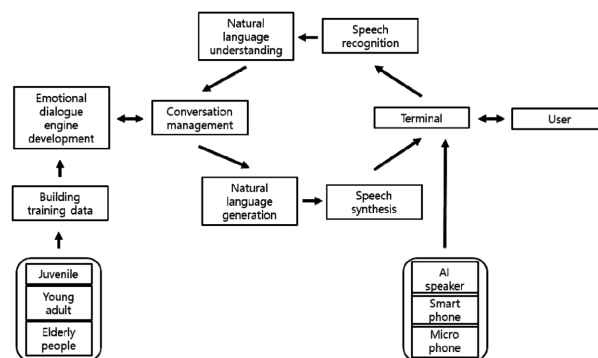 Natural
language
understanding
Speech
recognition
Emotional
dialogue
engine
development
Conversation
management
Terminal
User
Building
training data
Natural
language
generation
Speech
synthesis
Juvenile
Young
adult
Elderly
people
AI
speaker
Smart
phone
Micro
phone